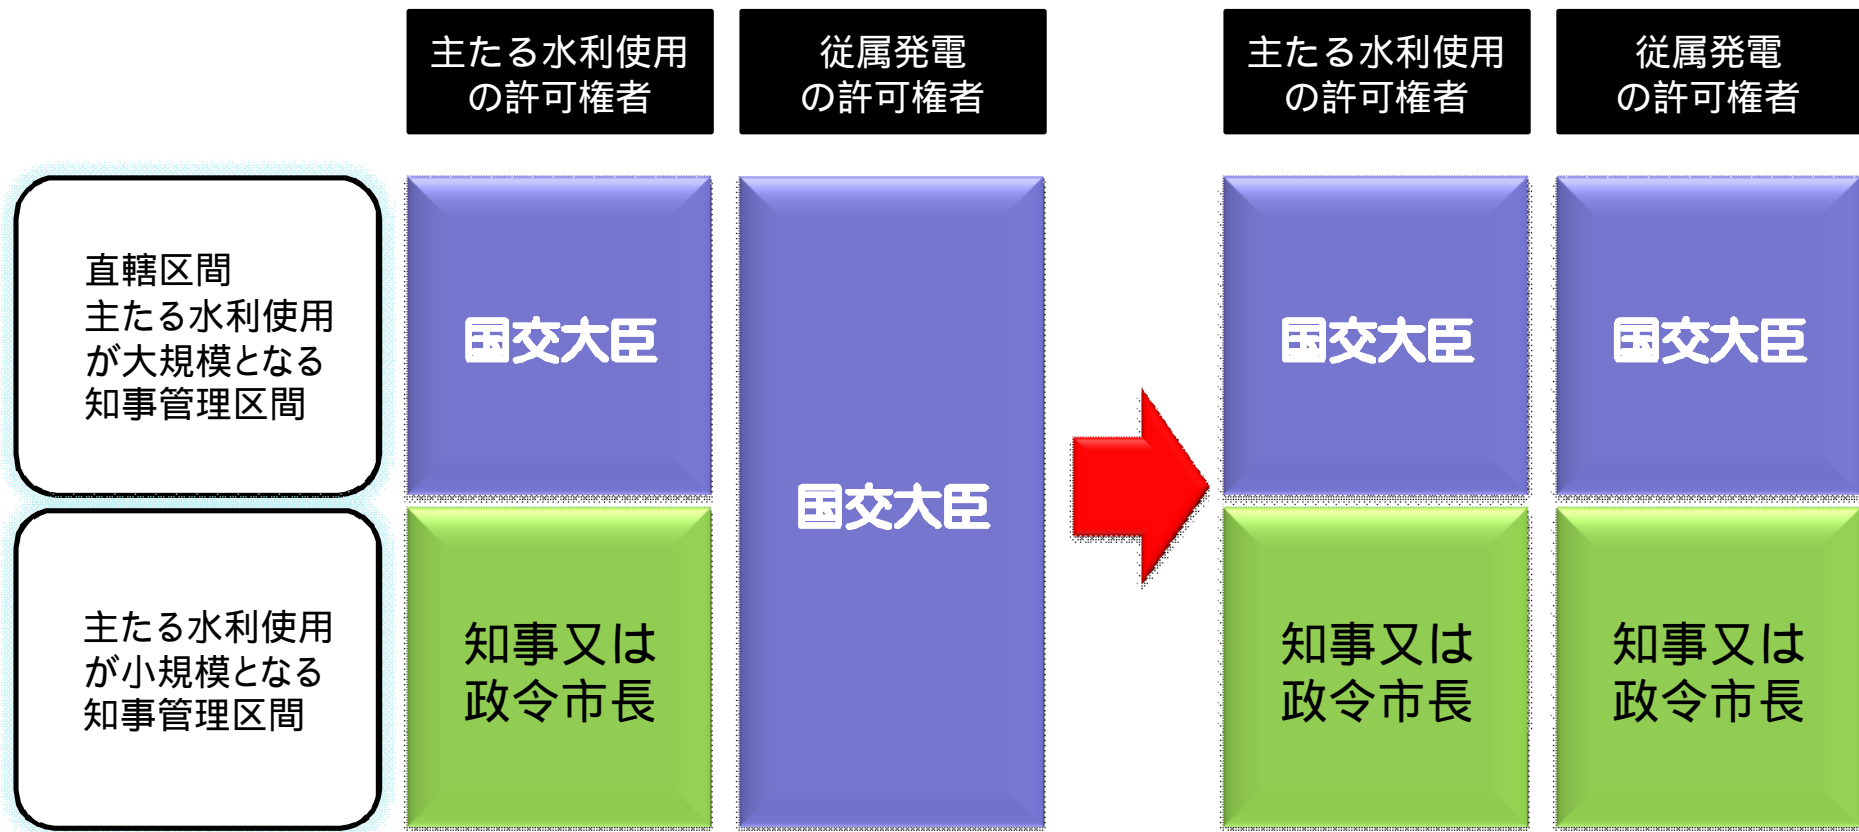 主たる水利使用
の許可権者
従属発電
の許可権者
主たる水利使用
の許可権者
従属発電
の許可権者
直轄区間
主たる水利使用
が大規模となる
知事管理区間
国交大臣
国交大臣
国交大臣
国交大臣
主たる水利使用
が小規模となる
知事管理区間
知事又は
政令市長
知事又は
政令市長
知事又は
政令市長